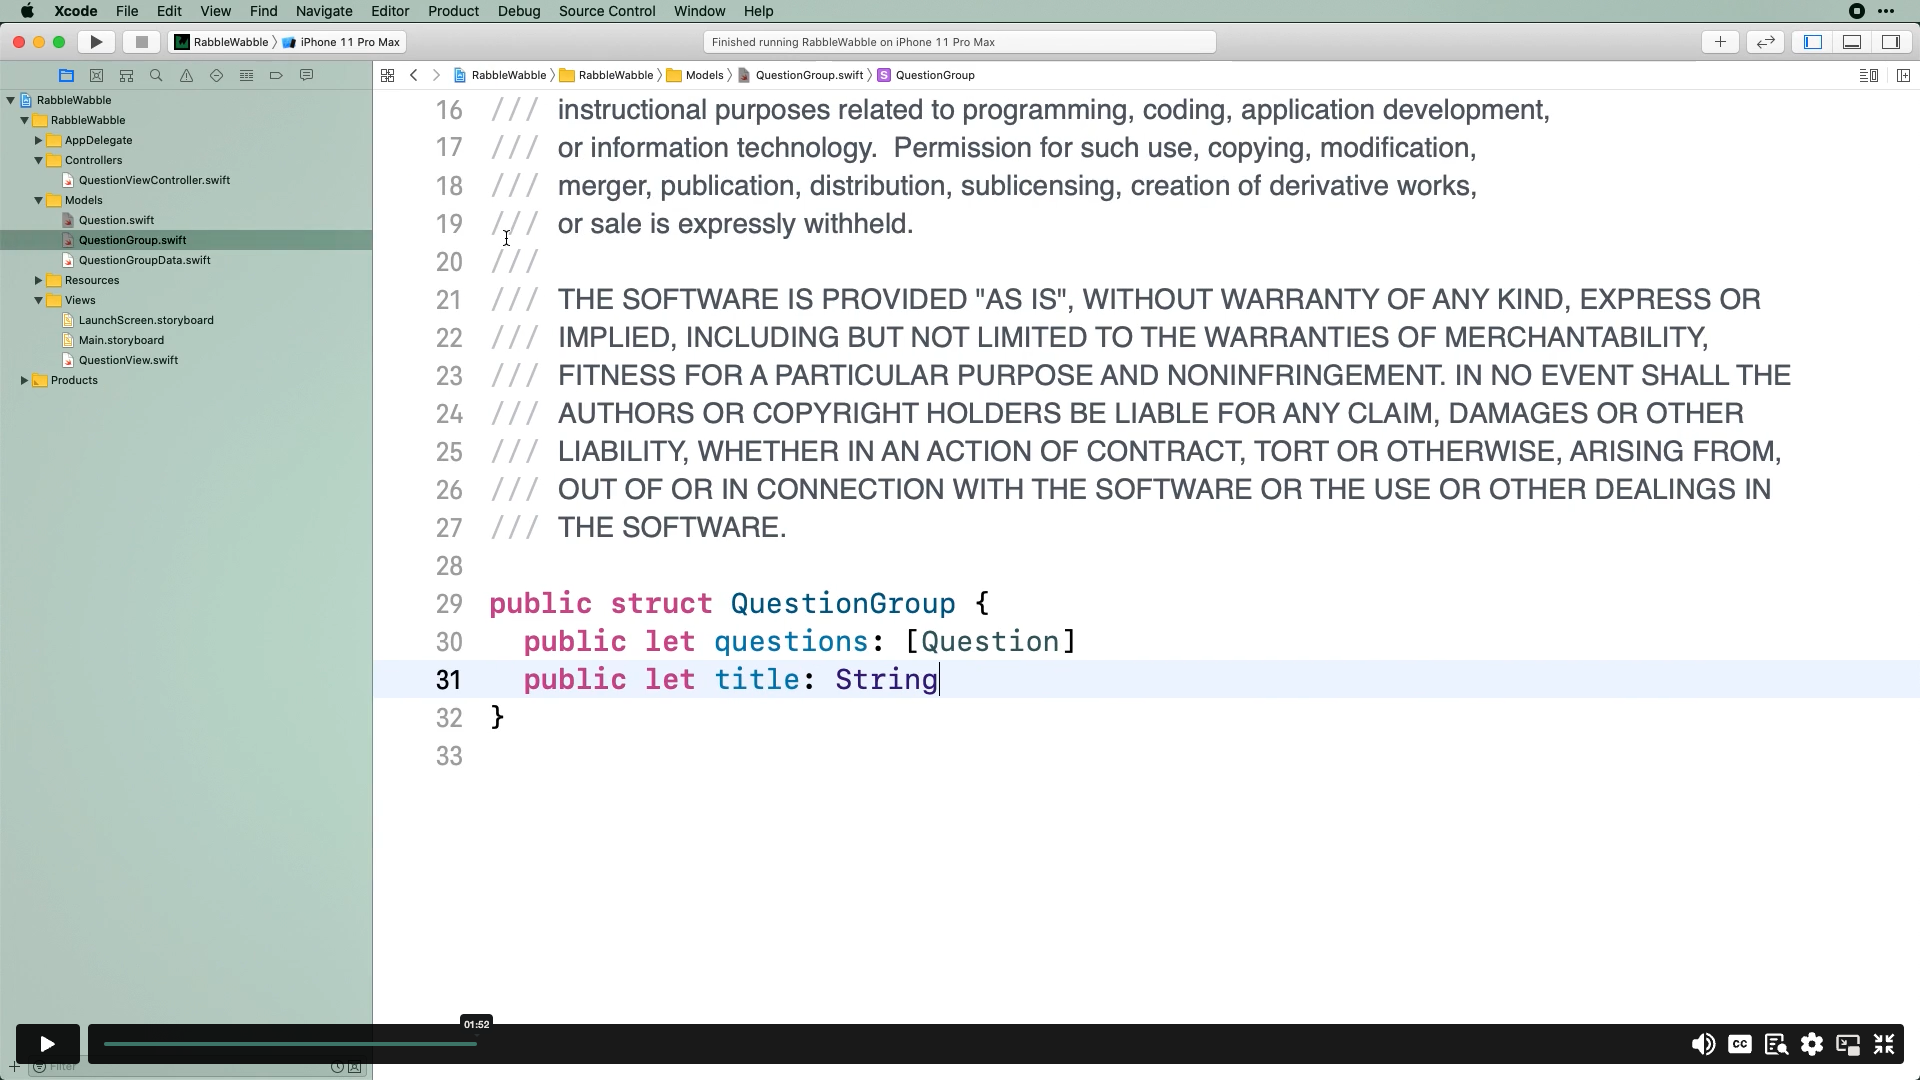 Xcode File Edit View Find Navigate Editor Product Debug Source Control Window Help
RabbleWabble iPhone 11 Pro Max
Finished running RabbleWabble on iPhone 11 Pro Max
RabbleWabble RabbleWabble Models QuestionGroup.swift S QuestionGroup
RabbleWabble
RabbleWabble
AppDelegate
Controllers
QuestionViewController.swift
Models
Question.swift
QuestionGroup.swift
QuestionGroupData.swift
Resources
Views
LaunchScreen.storyboard
Main.storyboard
QuestionView.swift
Products
16 /// instructional purposes related to programming, coding, application development,
17 /// or information technology.  Permission for such use, copying, modification,
18 /// merger, publication, distribution, sublicensing, creation of derivative works,
19 /// or sale is expressly withheld.
20 ///
21 /// THE SOFTWARE IS PROVIDED "AS IS", WITHOUT WARRANTY OF ANY KIND, EXPRESS OR
22 /// IMPLIED, INCLUDING BUT NOT LIMITED TO THE WARRANTIES OF MERCHANTABILITY,
23 /// FITNESS FOR A PARTICULAR PURPOSE AND NONINFRINGEMENT. IN NO EVENT SHALL THE
24 /// AUTHORS OR COPYRIGHT HOLDERS BE LIABLE FOR ANY CLAIM, DAMAGES OR OTHER
25 /// LIABILITY, WHETHER IN AN ACTION OF CONTRACT, TORT OR OTHERWISE, ARISING FROM,
26 /// OUT OF OR IN CONNECTION WITH THE SOFTWARE OR THE USE OR OTHER DEALINGS IN
27 /// THE SOFTWARE.
28
29 public struct QuestionGroup {
30 public let questions: [Question]
31 public let title: String
32 }
33
01:52
CC
Filter